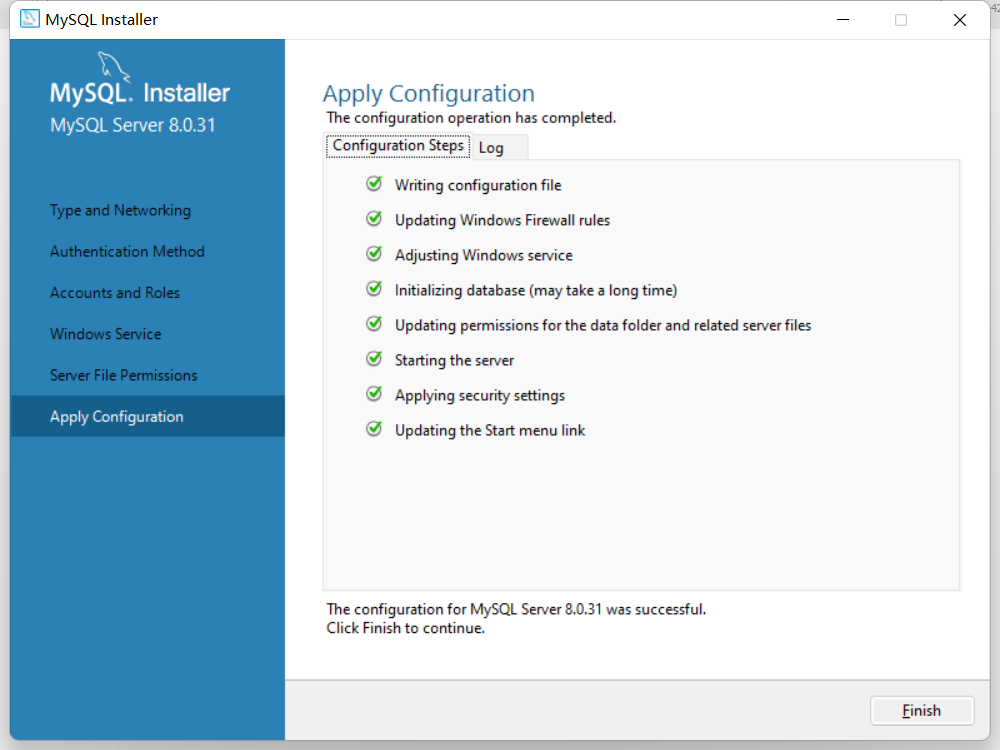 MySQL Installer
MySQL. Installer
MySQL Server 8.0.31
Type and Networking
Authentication Method
Accounts and Roles
Windows Service
Server File Permissions
Apply Configuration
Apply Configuration
The configuration operation has completed.
Configuration Steps
Log
Writing configuration file
Updating Windows Firewall rules
Adjusting Windows service
Initializing database (may take a long time)
Updating permissions for the data folder and related server files
Starting the server
Applying security settings
Updating the Start menu link
The configuration for MySQL Server 8.0.31 was successful.
Click Finish to continue.
Finish